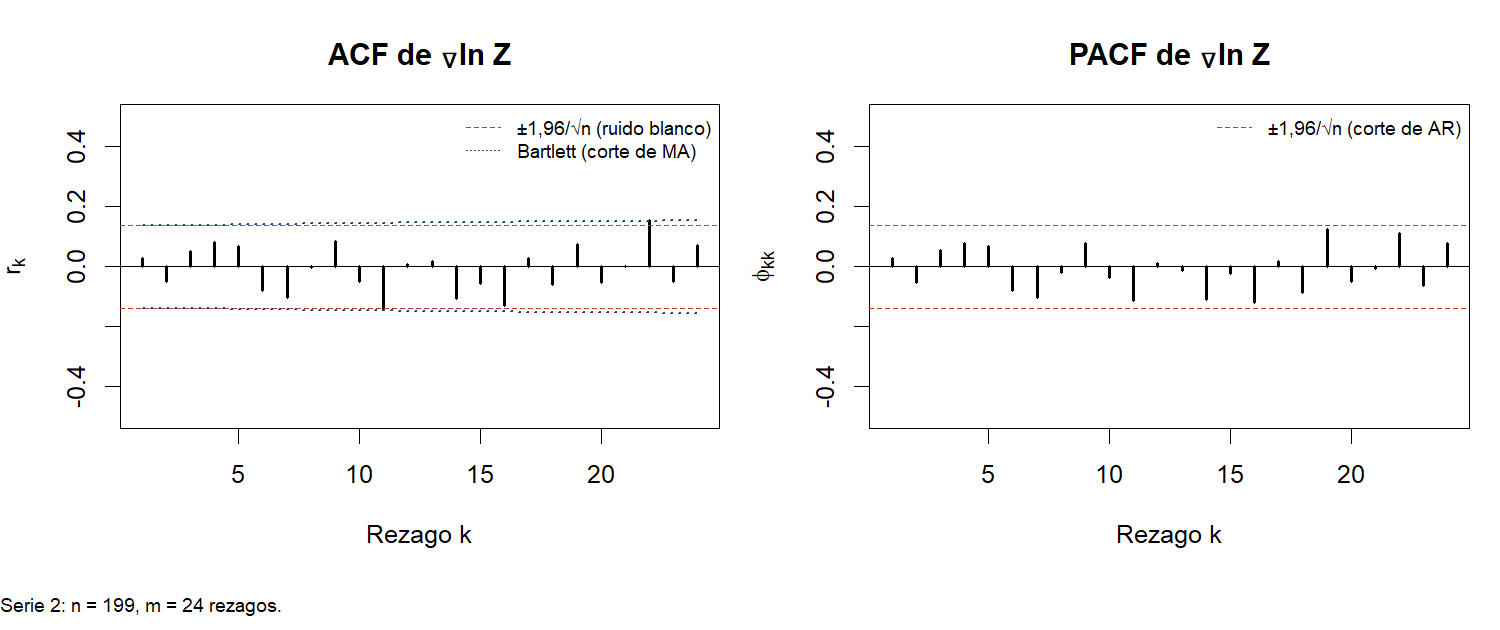 ACF de ∇ln Z
±1,96/√n (ruido blanco)
Bartlett (corte de MA)
0.4
0.2
0.0
-0.4
rk
5
10
15
20
Rezago k
PACF de ∇ln Z
±1,96/√n (corte de AR)
0.4
0.2
0.0
-0.4
ϕkk
5
10
15
20
Rezago k
Serie 2: n = 199, m = 24 rezagos.